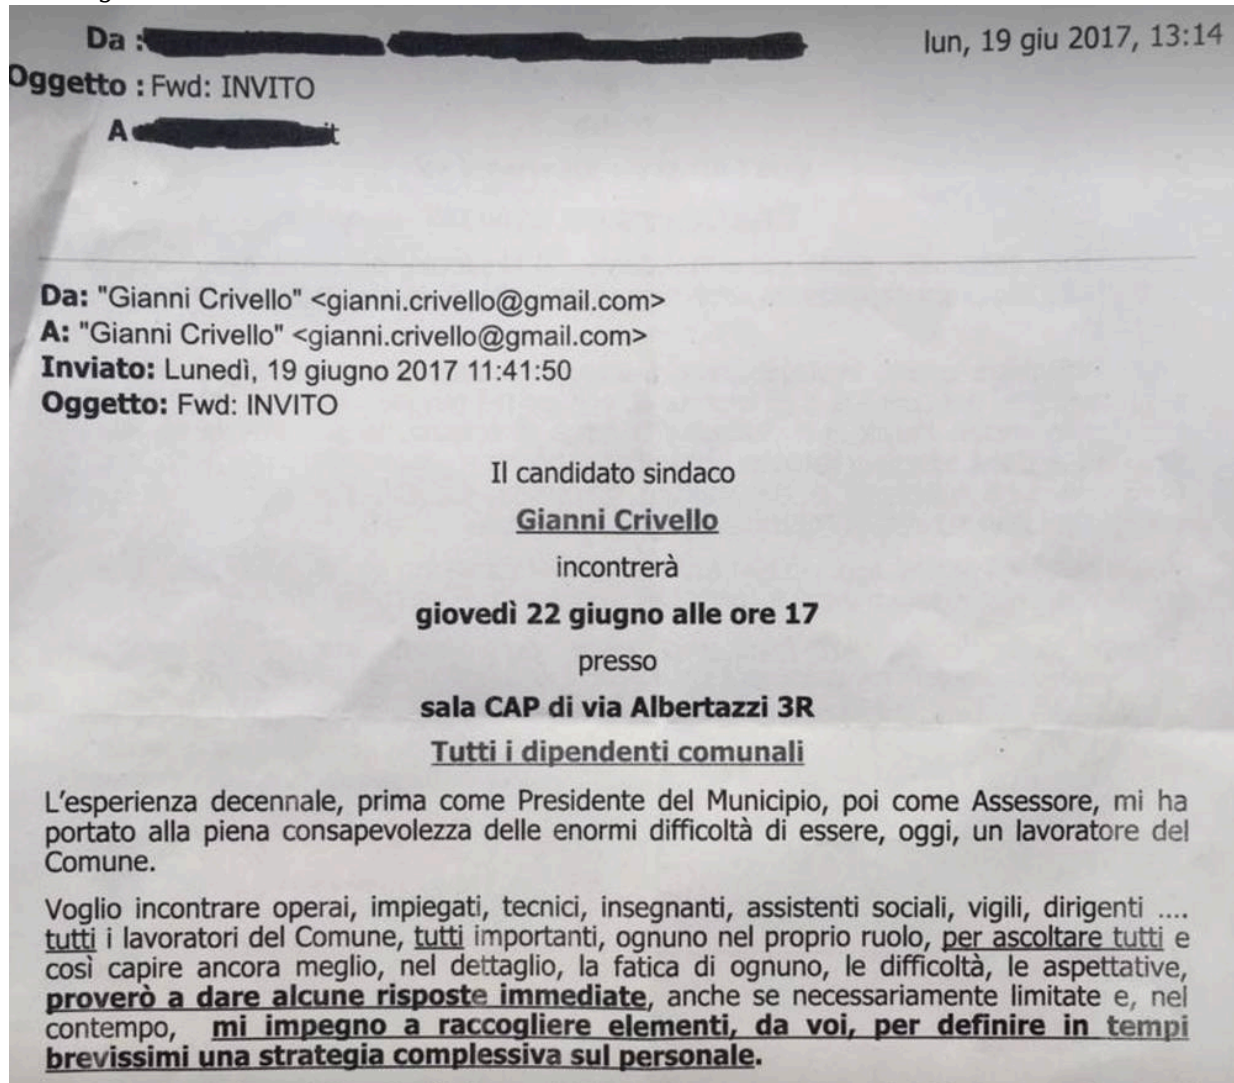 Da :
lun, 19 giu 2017, 13:14
Oggetto : Fwd: INVITO
A
Da: "Gianni Crivello" <gianni.crivello@gmail.com>
A: "Gianni Crivello" <gianni.crivello@gmail.com>
Inviato: Lunedì, 19 giugno 2017 11:41:50
Oggetto: Fwd: INVITO
Il candidato sindaco
Gianni Crivello
incontrerà
giovedì 22 giugno alle ore 17
presso
sala CAP di via Albertazzi 3R
Tutti i dipendenti comunali
L'esperienza decennale, prima come Presidente del Municipio, poi come Assessore, mi ha
portato alla piena consapevolezza delle enormi difficoltà di essere, oggi, un lavoratore del
Comune.
Voglio incontrare operai, impiegati, tecnici, insegnanti, assistenti sociali, vigili, dirigenti ....
tutti i lavoratori del Comune, tutti importanti, ognuno nel proprio ruolo, per ascoltare tutti e
così capire ancora meglio, nel dettaglio, la fatica di ognuno, le difficoltà, le aspettative,
proverò a dare alcune risposte immediate, anche se necessariamente limitate e, nel
contempo, mi impegno a raccogliere elementi, da voi, per definire in tempi
brevissimi una strategia complessiva sul personale.